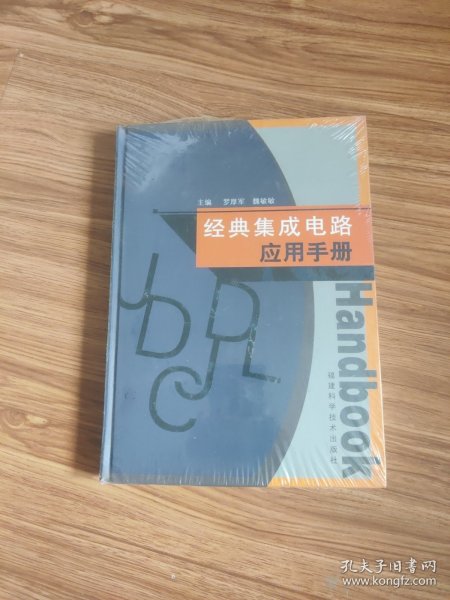 主编 罗厚军 魏敏敏
经典集成电路
应用手册
Handbook
福建科学技术出版社
JDDL
C
孔夫子旧书网
www.kongfz.com